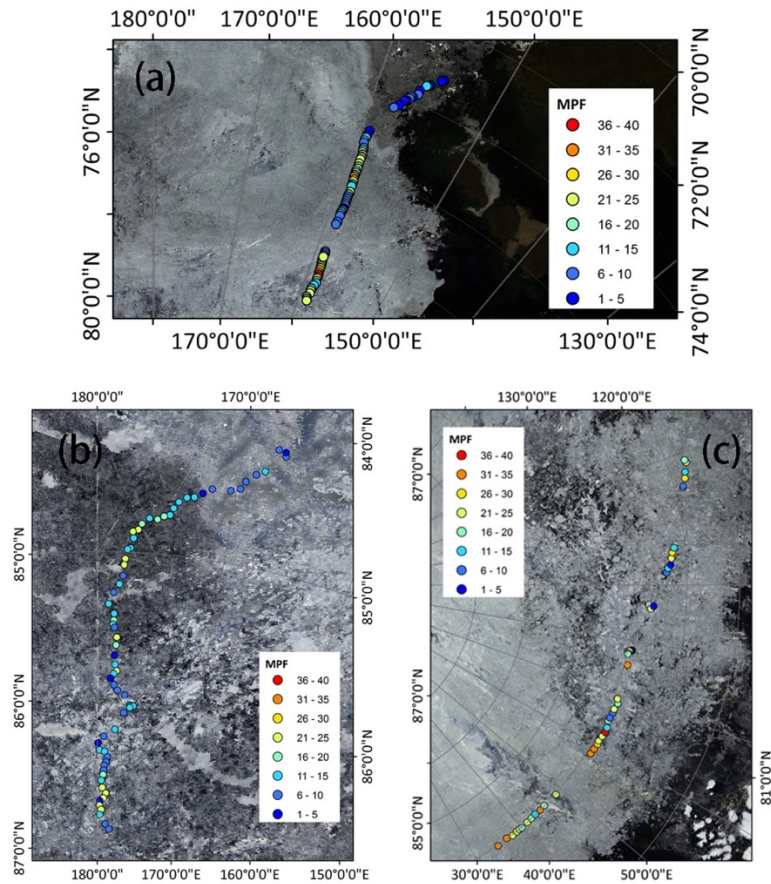 180°0'0" 170°0'0"E 160°0'0"E 150°0'0"E
(a)
70°0'0"N
76°0'0"N
72°0'0"N
80°0'0"N
74°0'0"N
MPF
36 - 40
31 - 35
26 - 30
21 - 25
16 - 20
11 - 15
6 - 10
1 - 5
170°0'0"E 150°0'0"E 130°0'0"E
180°0'0" 170°0'0"W
(b)
84°0'0"N
85°0'0"N
85°0'0"N
86°0'0"N
86°0'0"N
87°0'0"N
MPF
36 - 40
31 - 35
26 - 30
21 - 25
16 - 20
11 - 15
6 - 10
1 - 5
180°0'0" 170°0'0"W 160°0'0"W 150°0'0"W
130°0'0"E 120°0'0"E
(c)
MPF
36 - 40
31 - 35
26 - 30
21 - 25
16 - 20
11 - 15
6 - 10
1 - 5
87°0'0"N
87°0'0"N
81°0'0"N
85°0'0"N
30°0'0"E 40°0'0"E 50°0'0"E